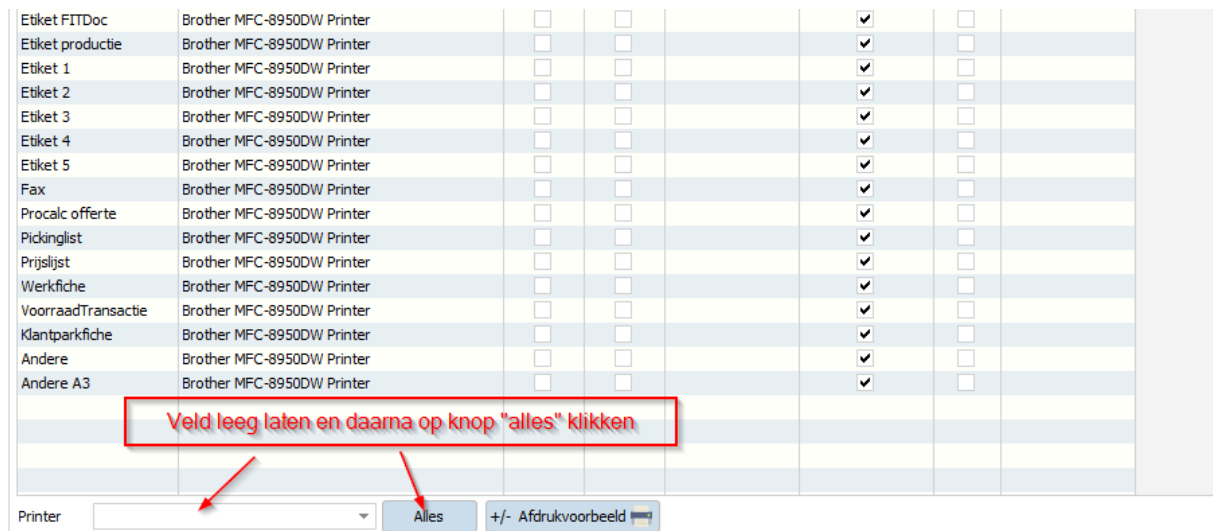 Etiket FITDoc Brother MFC-8950DW Printer
Etiket productie Brother MFC-8950DW Printer
Etiket 1 Brother MFC-8950DW Printer
Etiket 2 Brother MFC-8950DW Printer
Etiket 3 Brother MFC-8950DW Printer
Etiket 4 Brother MFC-8950DW Printer
Etiket 5 Brother MFC-8950DW Printer
Fax Brother MFC-8950DW Printer
Procalc offerte Brother MFC-8950DW Printer
Pickinglist Brother MFC-8950DW Printer
Prijslijst Brother MFC-8950DW Printer
Werkfiche Brother MFC-8950DW Printer
VoorraadTransactie Brother MFC-8950DW Printer
Klantparkfiche Brother MFC-8950DW Printer
Andere Brother MFC-8950DW Printer
Andere A3 Brother MFC-8950DW Printer
Veld leeg laten en daarna op knop "alles" klikken
Printer Alles +/- Afdrukvoorbeeld